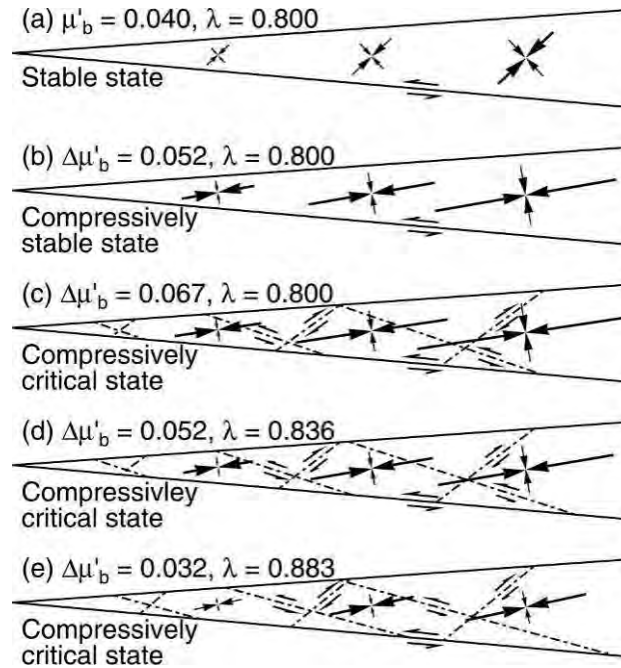 (a) μ'b = 0.040, λ = 0.800
Stable state
(b) Δμ'b = 0.052, λ = 0.800
Compressively
stable state
(c) Δμ'b = 0.067, λ = 0.800
Compressively
critical state
(d) Δμ'b = 0.052, λ = 0.836
Compressivley
critical state
(e) Δμ'b = 0.032, λ = 0.883
Compressively
critical state